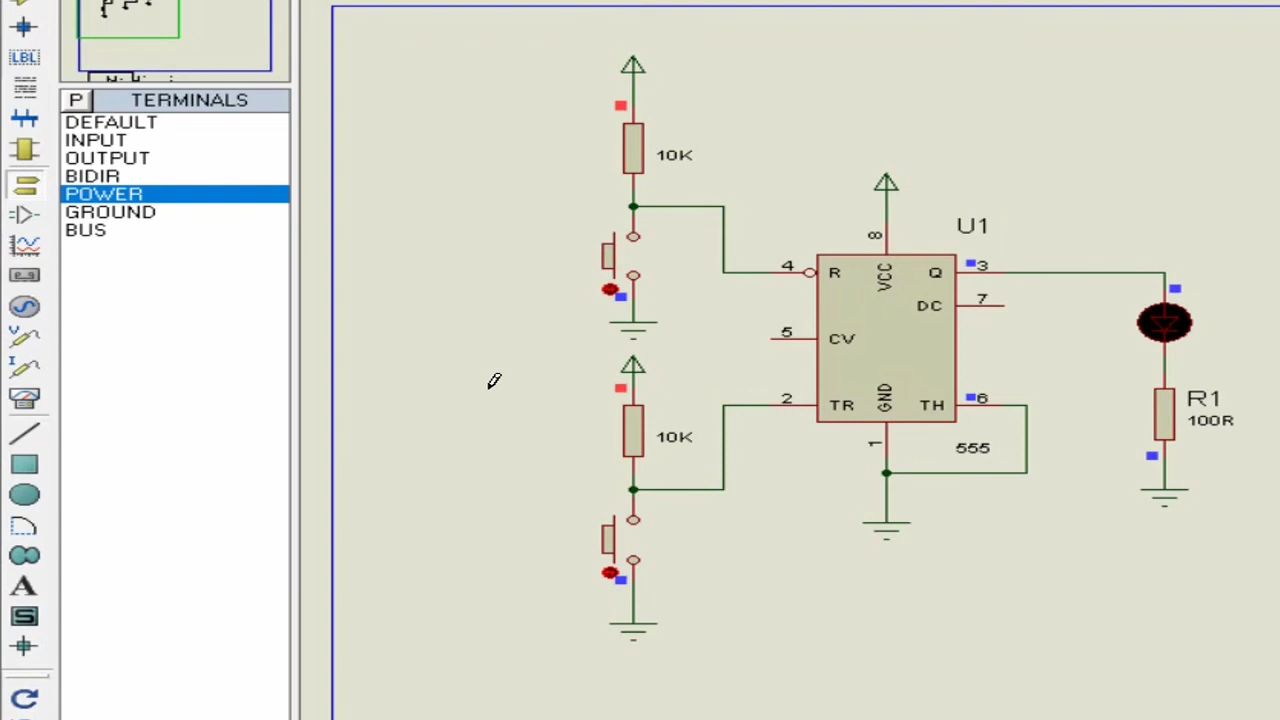 LBL
P TERMINALS
DEFAULT
INPUT
OUTPUT
BIDIR
POWER
GROUND
BUS
A
S
10K
10K
U1
8
4
R
VCC
Q
3
DC
7
5
CV
2
TR
GND
TH
6
1
555
R1
100R
V
I